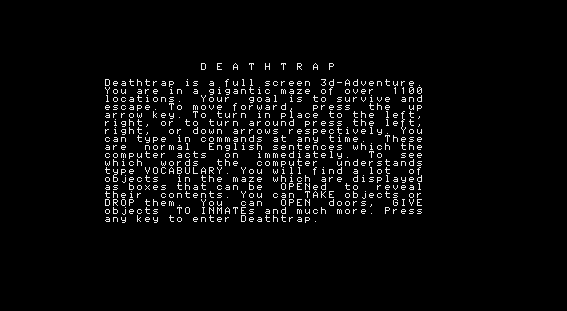 D E A T H T R A P
Deathtrap is a full screen 3d-Adventure.
You are in a gigantic maze of over 1100
locations. Your goal is to survive and
escape. To move forward, press the up
arrow key. To turn in place to the left,
right, or to turn around press the left,
right, or down arrows respectively. You
can type in commands at any time. These
are normal English sentences which the
computer acts on immediately. To see
which words the computer understands
type VOCABULARY. You will find a lot of
objects in the maze which are displayed
as boxes that can be OPENed to reveal
their contents. You can TAKE objects or
DROP them. You can OPEN doors, GIVE
objects TO INMATEs and much more. Press
any key to enter Deathtrap.